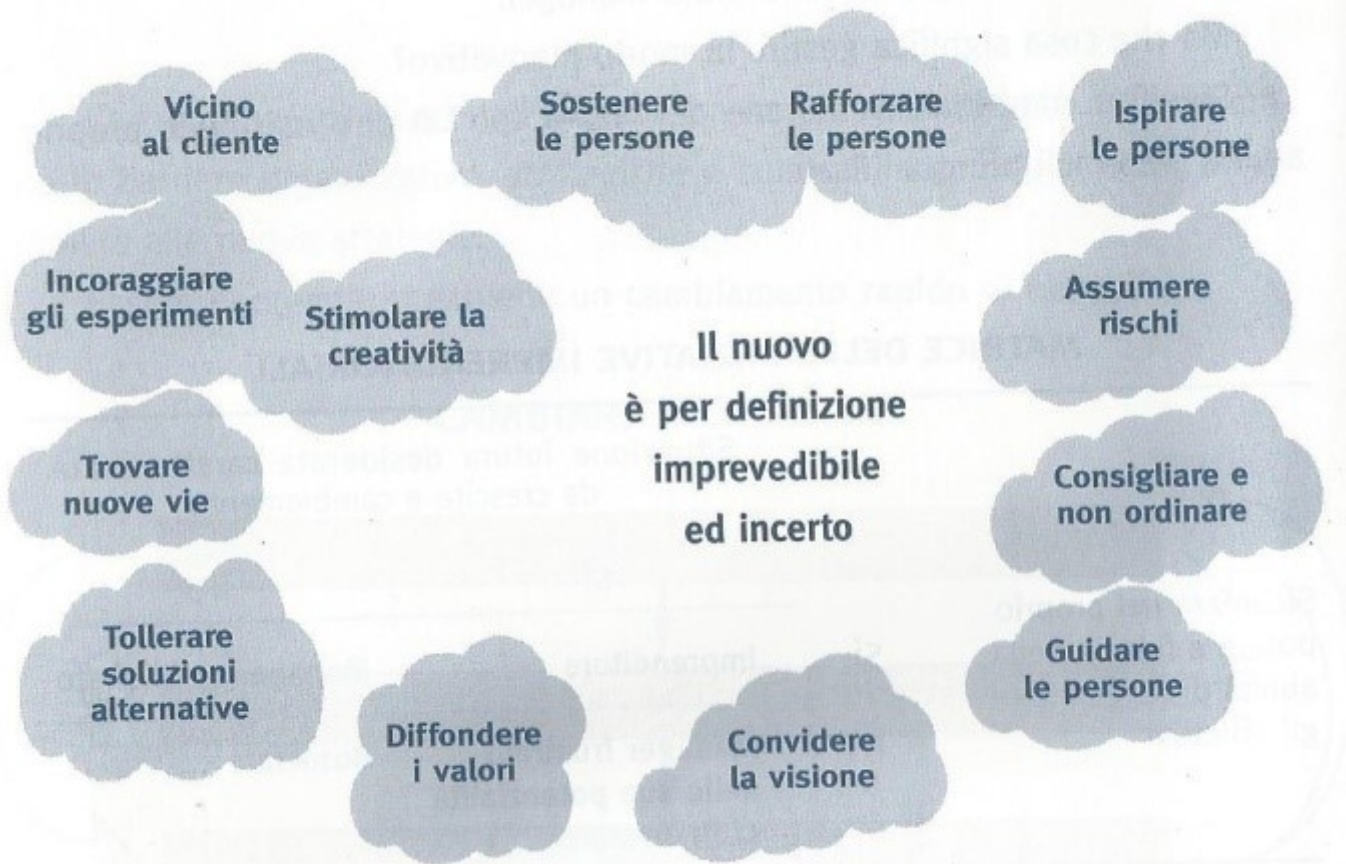 Vicino
al cliente
Sostenere
le persone
Rafforzare
le persone
Ispirare
le persone
Incoraggiare
gli esperimenti
Stimolare la
creatività
Assumere
rischi
Il nuovo
è per definizione
imprevedibile
ed incerto
Trovare
nuove vie
Consigliare e
non ordinare
Tollerare
soluzioni
alternative
Guidare
le persone
Diffondere
i valori
Convidere
la visione